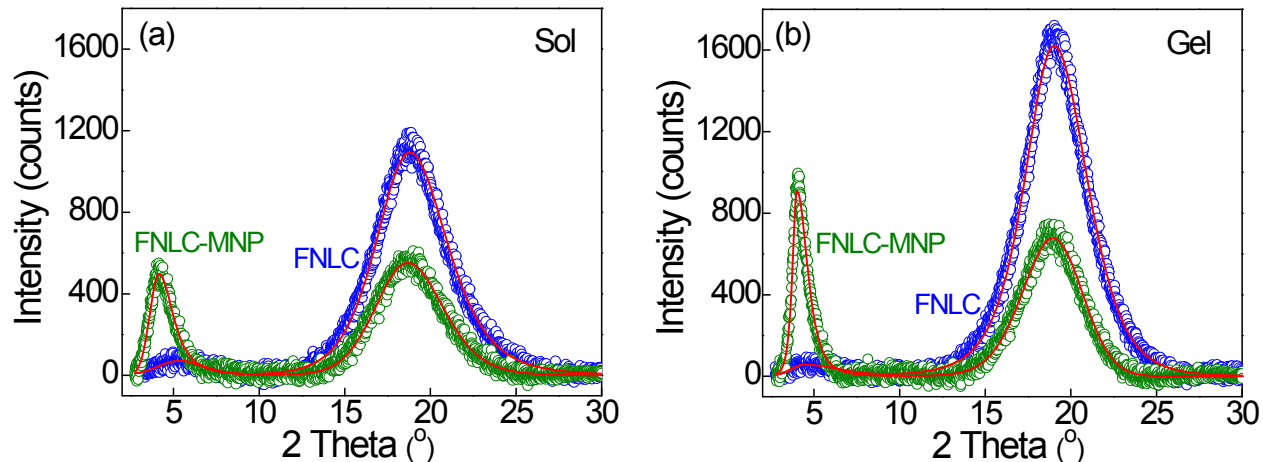 (a)
Sol
1600
1200
800
400
0
Intensity (counts)
FNLC-MNP
FNLC
5 10 15 20 25 30
2 Theta (°)
(b)
Gel
1600
1200
800
400
0
Intensity (counts)
FNLC-MNP
FNLC
5 10 15 20 25 30
2 Theta (°)